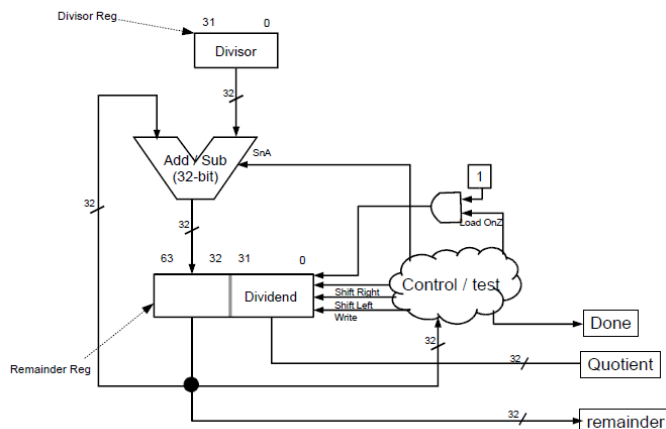 31 0
Divisor Reg
Divisor
32
Add / Sub
(32-bit)
SnA
1
32
32
Load OnZ
63 32 31 0
Dividend
Control / test
Shift Right
Shift Left
Write
32
Done
32
Quotient
Remainder Reg
32
remainder